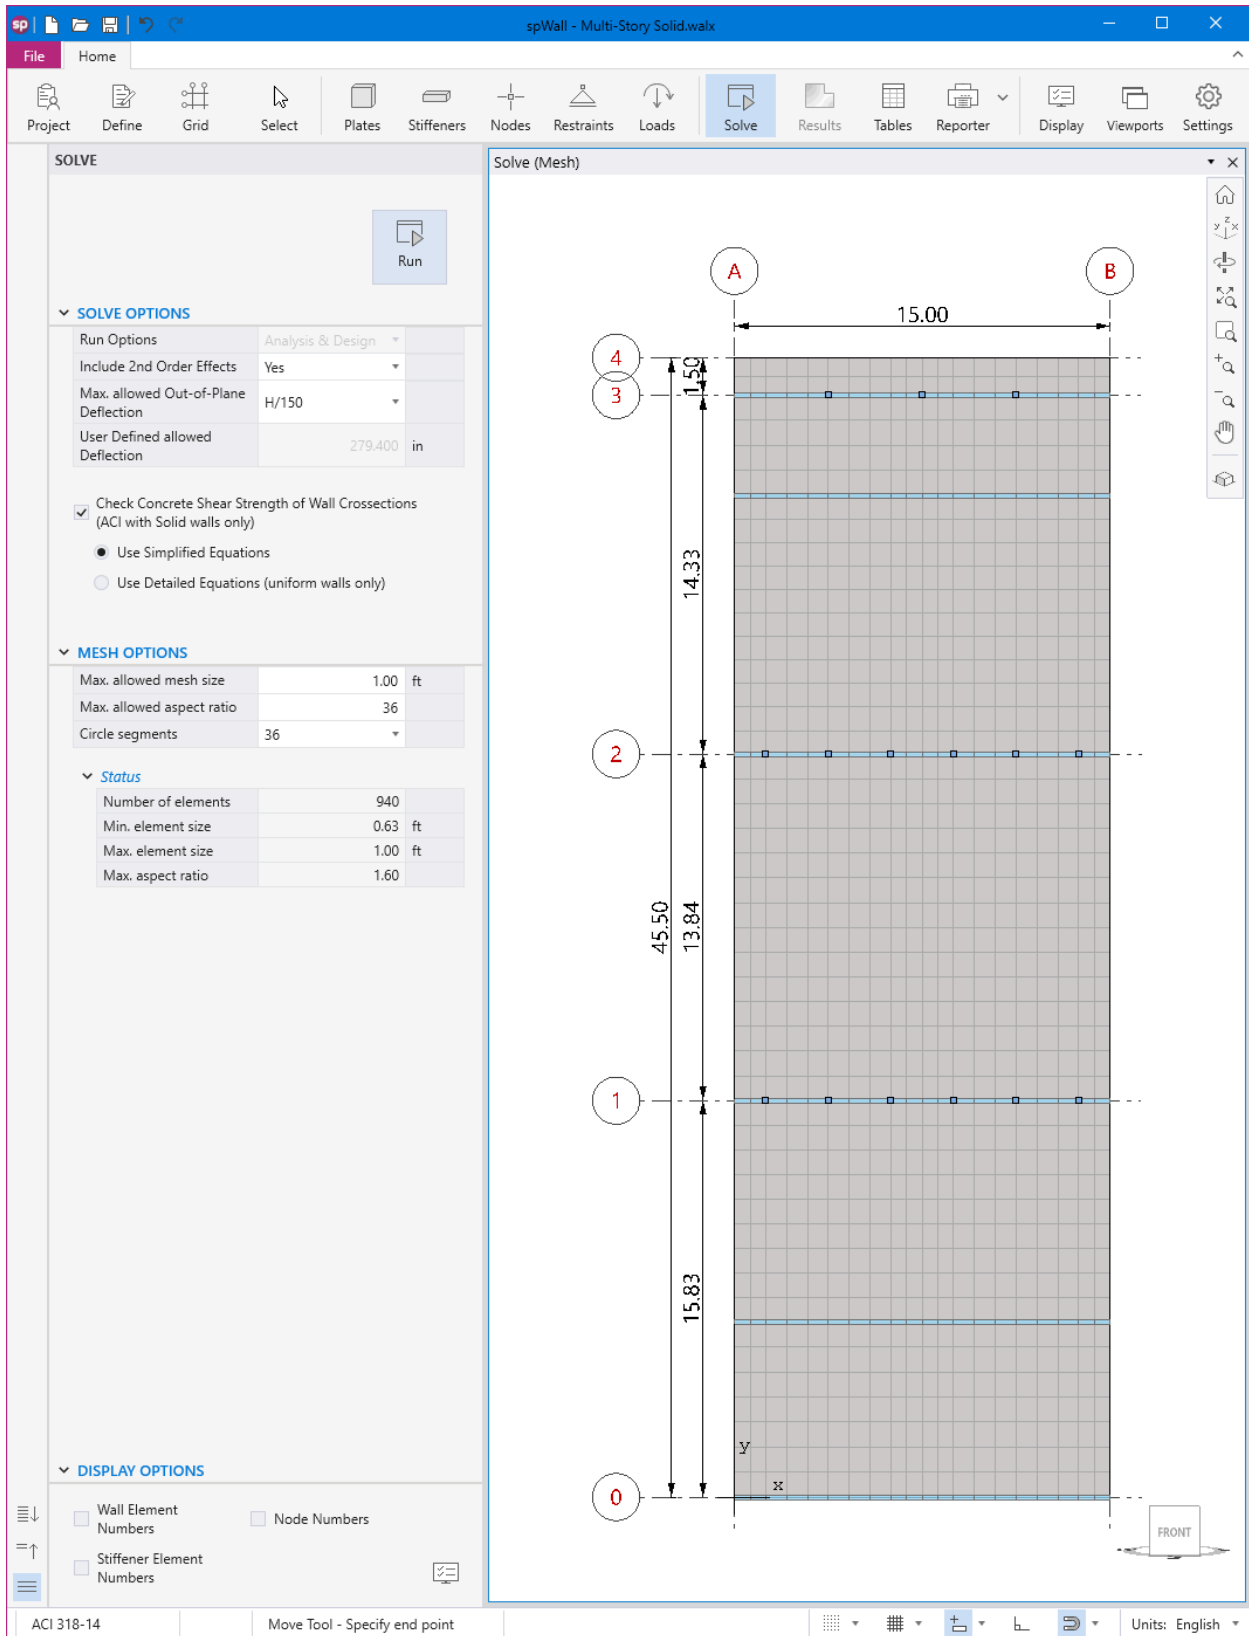 sp
spWall - Multi-Story Solid.walx
File
Home
Project
Define
Grid
Select
Plates
Stiffeners
Nodes
Restraints
Loads
Solve
Results
Tables
Reporter
Display
Viewports
Settings
SOLVE
Run
SOLVE OPTIONS
Run Options Analysis & Design
Include 2nd Order Effects Yes
Max. allowed Out-of-Plane
Deflection H/150
User Defined allowed
Deflection 279.400 in
Check Concrete Shear Strength of Wall Crossections
(ACI with Solid walls only)
Use Simplified Equations
Use Detailed Equations (uniform walls only)
MESH OPTIONS
Max. allowed mesh size 1.00 ft
Max. allowed aspect ratio 36
Circle segments 36
Status
Number of elements 940
Min. element size 0.63 ft
Max. element size 1.00 ft
Max. aspect ratio 1.60
DISPLAY OPTIONS
Wall Element
Numbers
Node Numbers
Stiffener Element
Numbers
Solve (Mesh)
y z x
A
B
15.00
4
1.50
3
14.33
2
45.50
13.84
1
15.83
y
x
0
FRONT
ACI 318-14
Move Tool - Specify end point
Units: English